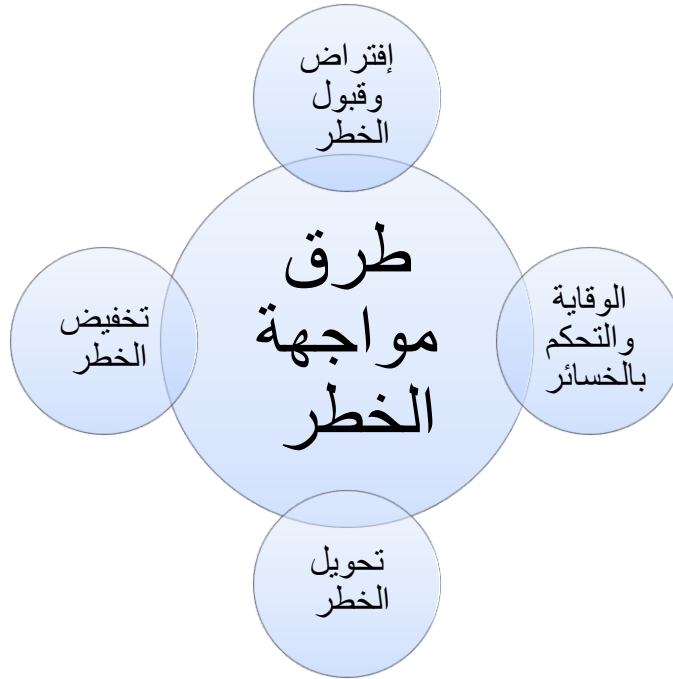 إفتراض
وقبول
الخطر
طرق
مواجهة
الخطر
الوقاية
والتحكم
بالخسائر
تخفيض
الخطر
تحويل
الخطر